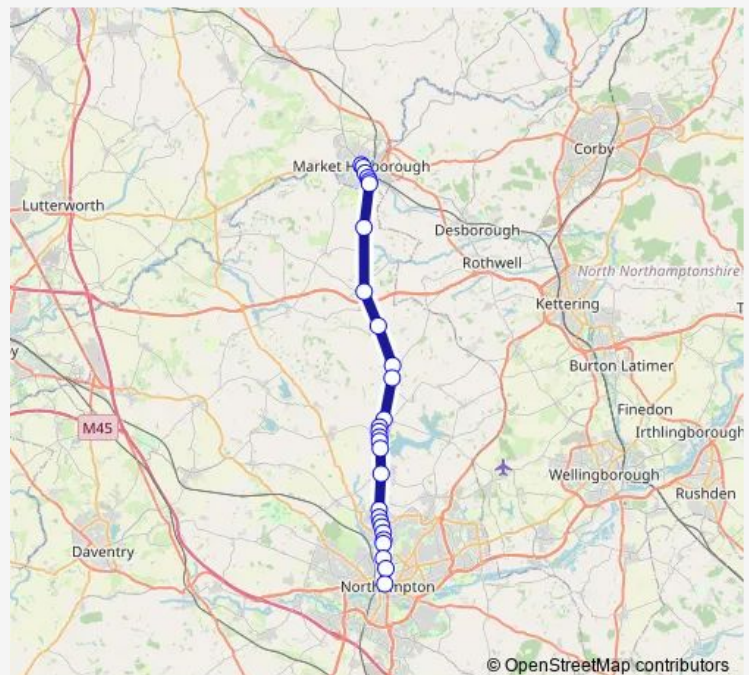 Corby
Market Harborough
Lutterworth
Desborough
Rothwell
North Northamptonshire
Kettering
Burton Latimer
Finedon
Irthlingborough
M45
Wellingborough
Rushden
Daventry
Northampton
© OpenStreetMap contributors